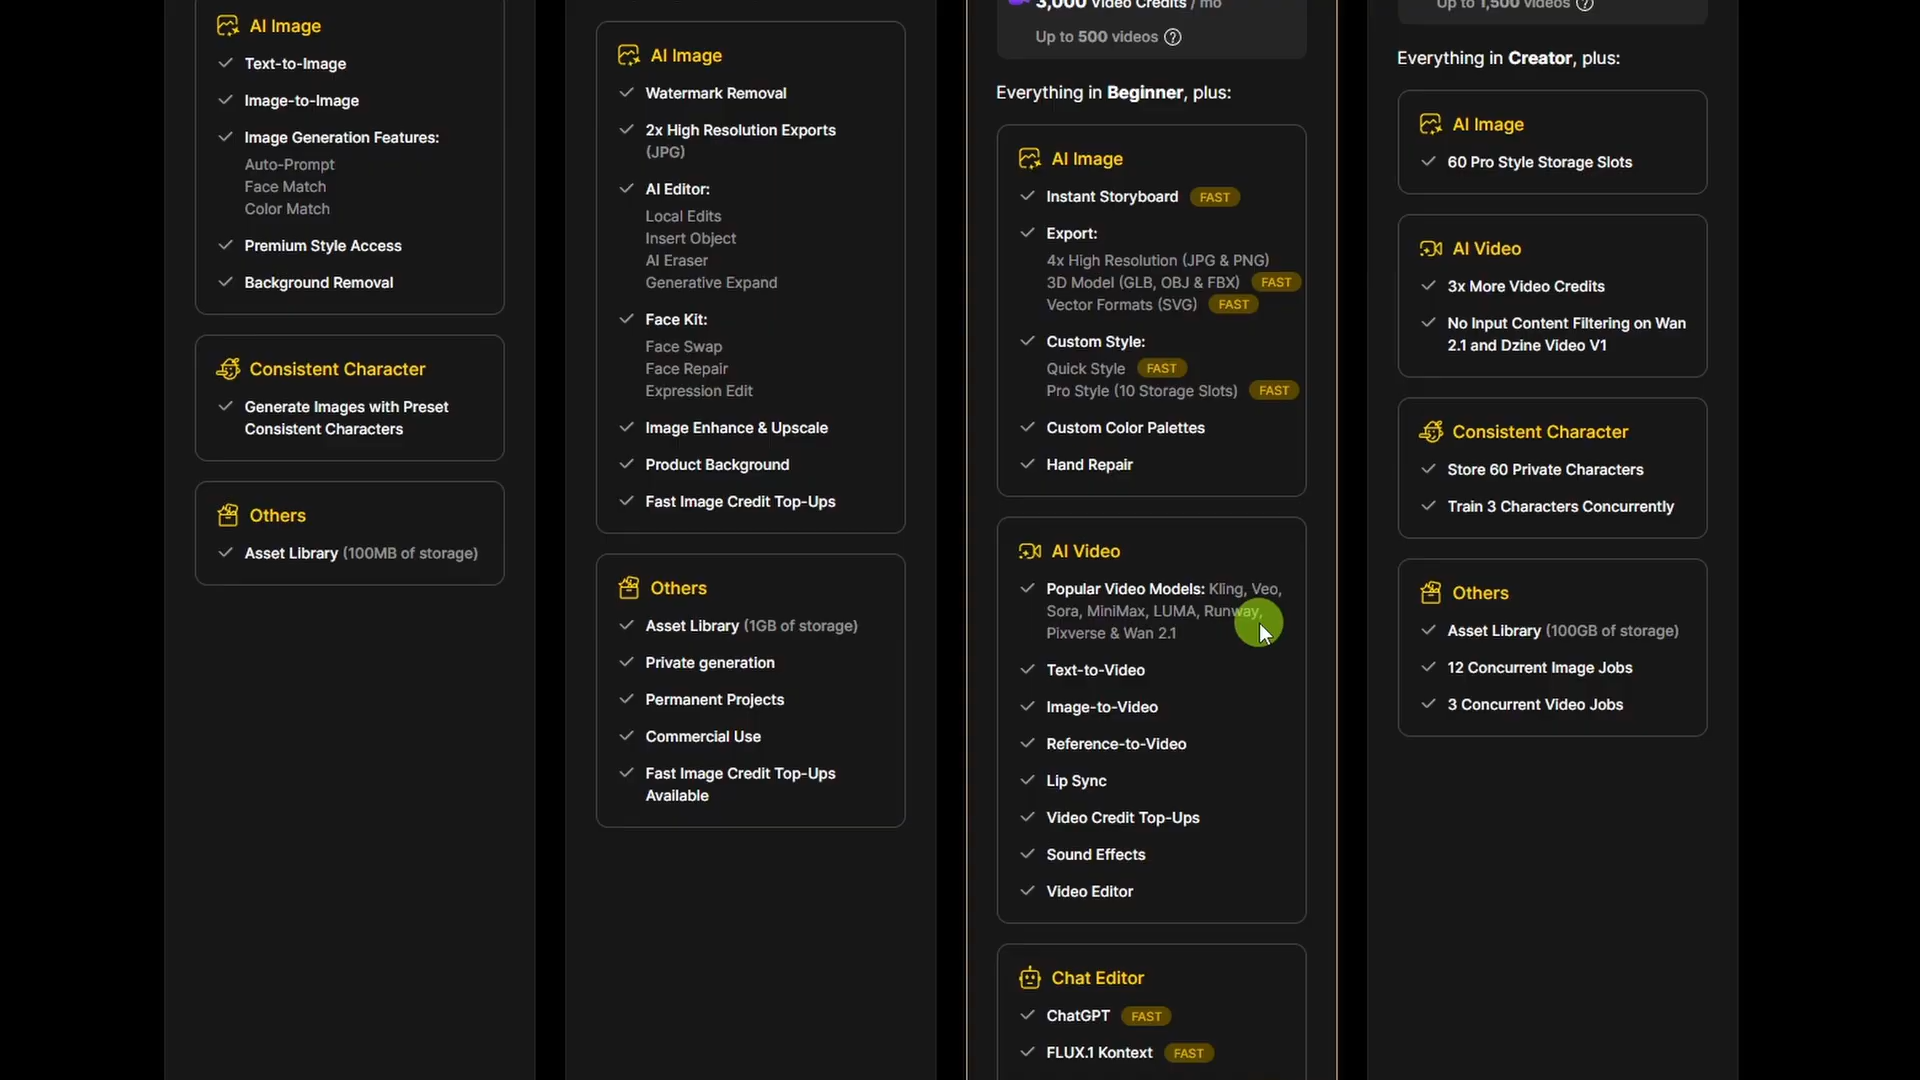 AI Image
Text-to-Image
Image-to-Image
Image Generation Features:
Auto-Prompt
Face Match
Color Match
Premium Style Access
Background Removal
Consistent Character
Generate Images with Preset
Consistent Characters
Others
Asset Library (100MB of storage)
AI Image
Watermark Removal
2x High Resolution Exports
(JPG)
AI Editor:
Local Edits
Insert Object
AI Eraser
Generative Expand
Face Kit:
Face Swap
Face Repair
Expression Edit
Image Enhance & Upscale
Product Background
Fast Image Credit Top-Ups
Others
Asset Library (1GB of storage)
Private generation
Permanent Projects
Commercial Use
Fast Image Credit Top-Ups
Available
3,000 Video Credits / mo
Up to 500 videos ?
Everything in Beginner, plus:
AI Image
Instant Storyboard FAST
Export:
4x High Resolution (JPG & PNG)
3D Model (GLB, OBJ & FBX) FAST
Vector Formats (SVG) FAST
Custom Style:
Quick Style FAST
Pro Style (10 Storage Slots) FAST
Custom Color Palettes
Hand Repair
AI Video
Popular Video Models: Kling, Veo,
Sora, MiniMax, LUMA, Runway,
Pixverse & Wan 2.1
Text-to-Video
Image-to-Video
Reference-to-Video
Lip Sync
Video Credit Top-Ups
Sound Effects
Video Editor
Chat Editor
ChatGPT FAST
FLUX.1 Kontext FAST
Up to 1,500 videos ?
Everything in Creator, plus:
AI Image
60 Pro Style Storage Slots
AI Video
3x More Video Credits
No Input Content Filtering on Wan
2.1 and Dzine Video V1
Consistent Character
Store 60 Private Characters
Train 3 Characters Concurrently
Others
Asset Library (100GB of storage)
12 Concurrent Image Jobs
3 Concurrent Video Jobs